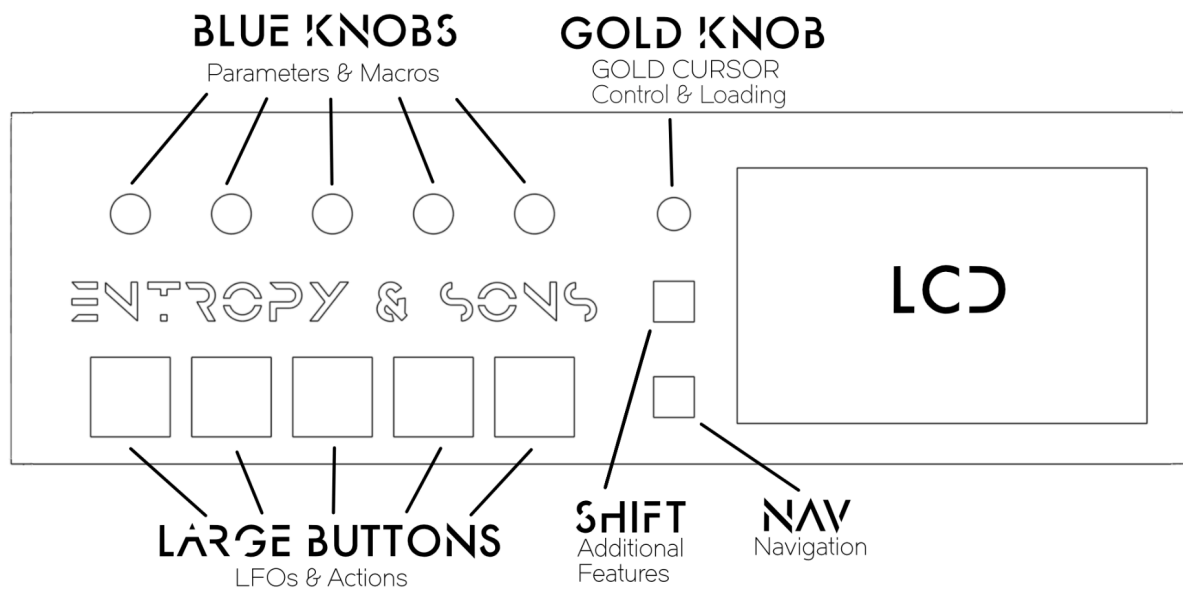 BLUE KNOBS
Parameters & Macros
GOLD KNOB
GOLD CURSOR
Control & Loading
ENTROPY & SONS
LCD
LARGE BUTTONS
LFOs & Actions
SHIFT
Additional
Features
NAV
Navigation